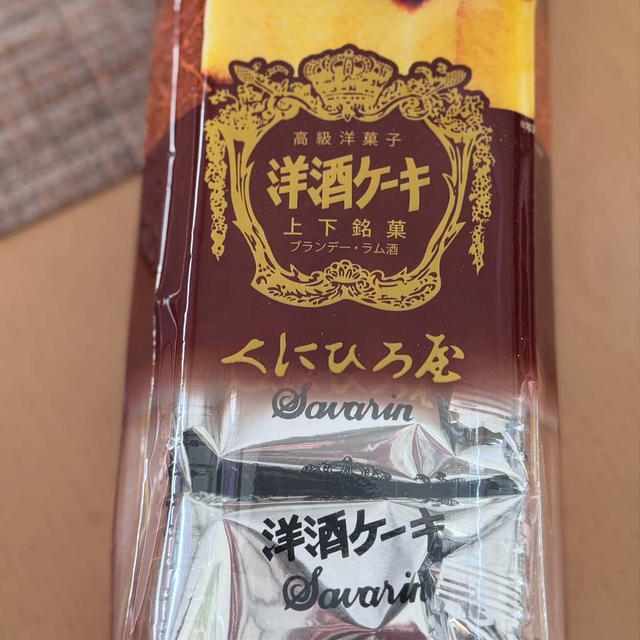 高級洋菓子
洋酒ケーキ
上下銘菓
ブランデー・ラム酒
くにひろ屋
Savarin
洋酒ケーキ
Savarin